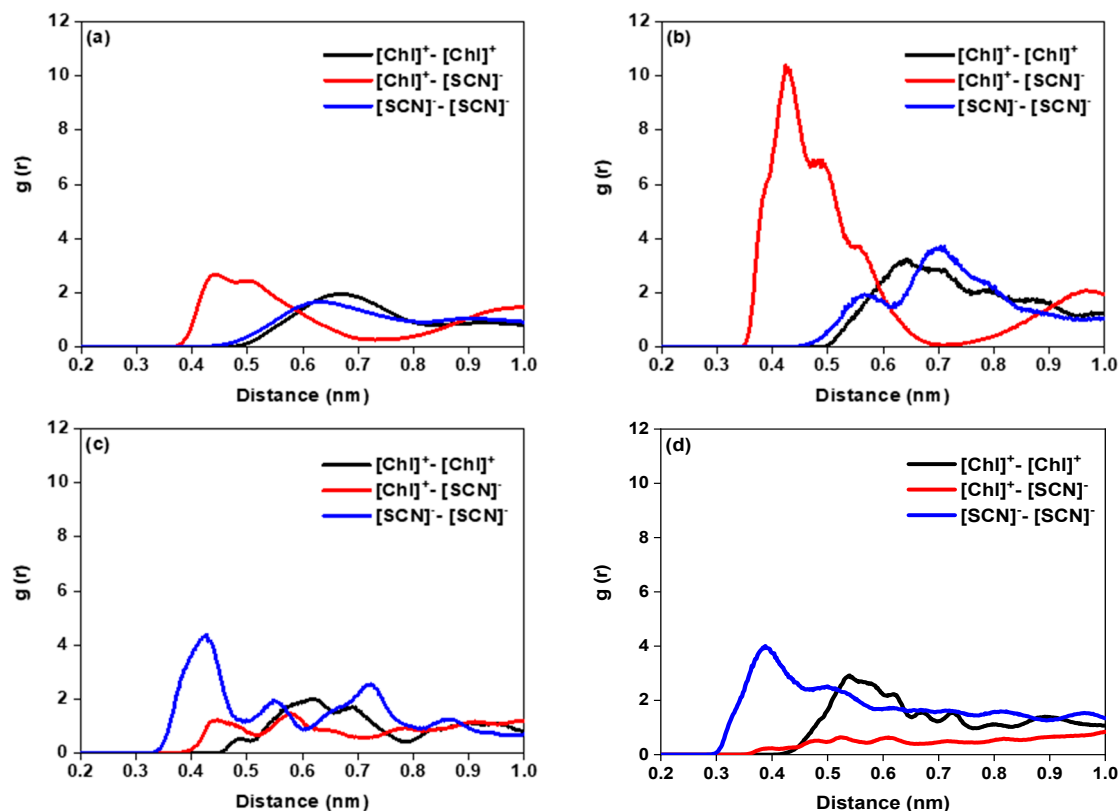 (a)
[Chl]⁺- [Chl]⁺
[Chl]⁺- [SCN]⁻
[SCN]⁻- [SCN]⁻
12
10
8
6
4
2
0
g (r)
0.2 0.3 0.4 0.5 0.6 0.7 0.8 0.9 1.0
Distance (nm)
(b)
[Chl]⁺- [Chl]⁺
[Chl]⁺- [SCN]⁻
[SCN]⁻- [SCN]⁻
12
10
8
6
4
2
0
g (r)
0.2 0.3 0.4 0.5 0.6 0.7 0.8 0.9 1.0
Distance (nm)
(c)
[Chl]⁺- [Chl]⁺
[Chl]⁺- [SCN]⁻
[SCN]⁻- [SCN]⁻
12
10
8
6
4
2
0
g (r)
0.2 0.3 0.4 0.5 0.6 0.7 0.8 0.9 1.0
Distance (nm)
(d)
[Chl]⁺- [Chl]⁺
[Chl]⁺- [SCN]⁻
[SCN]⁻- [SCN]⁻
12
10
8
6
4
2
0
g (r)
0.2 0.3 0.4 0.5 0.6 0.7 0.8 0.9 1.0
Distance (nm)